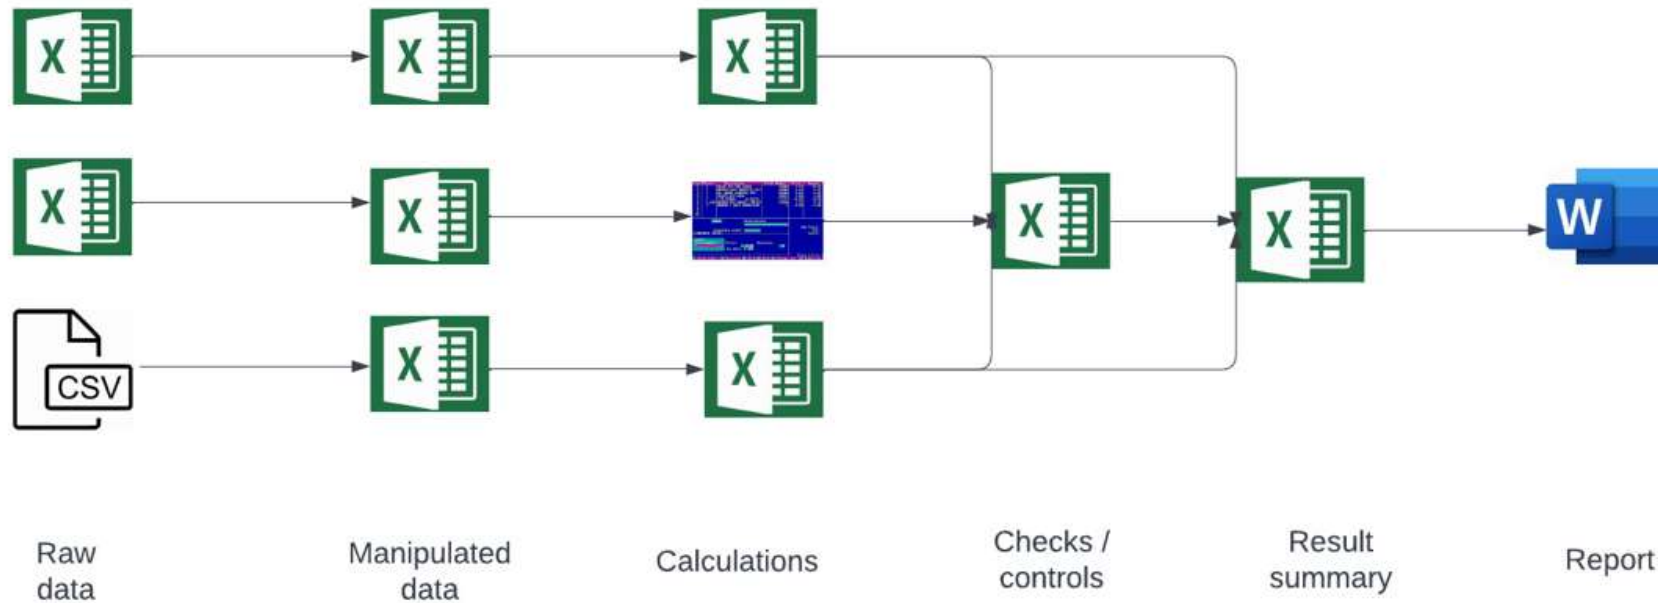 X
X
X
X
X
X
X
W
X
X
X
CSV
Raw
data
Manipulated
data
Calculations
Checks /
controls
Result
summary
Report